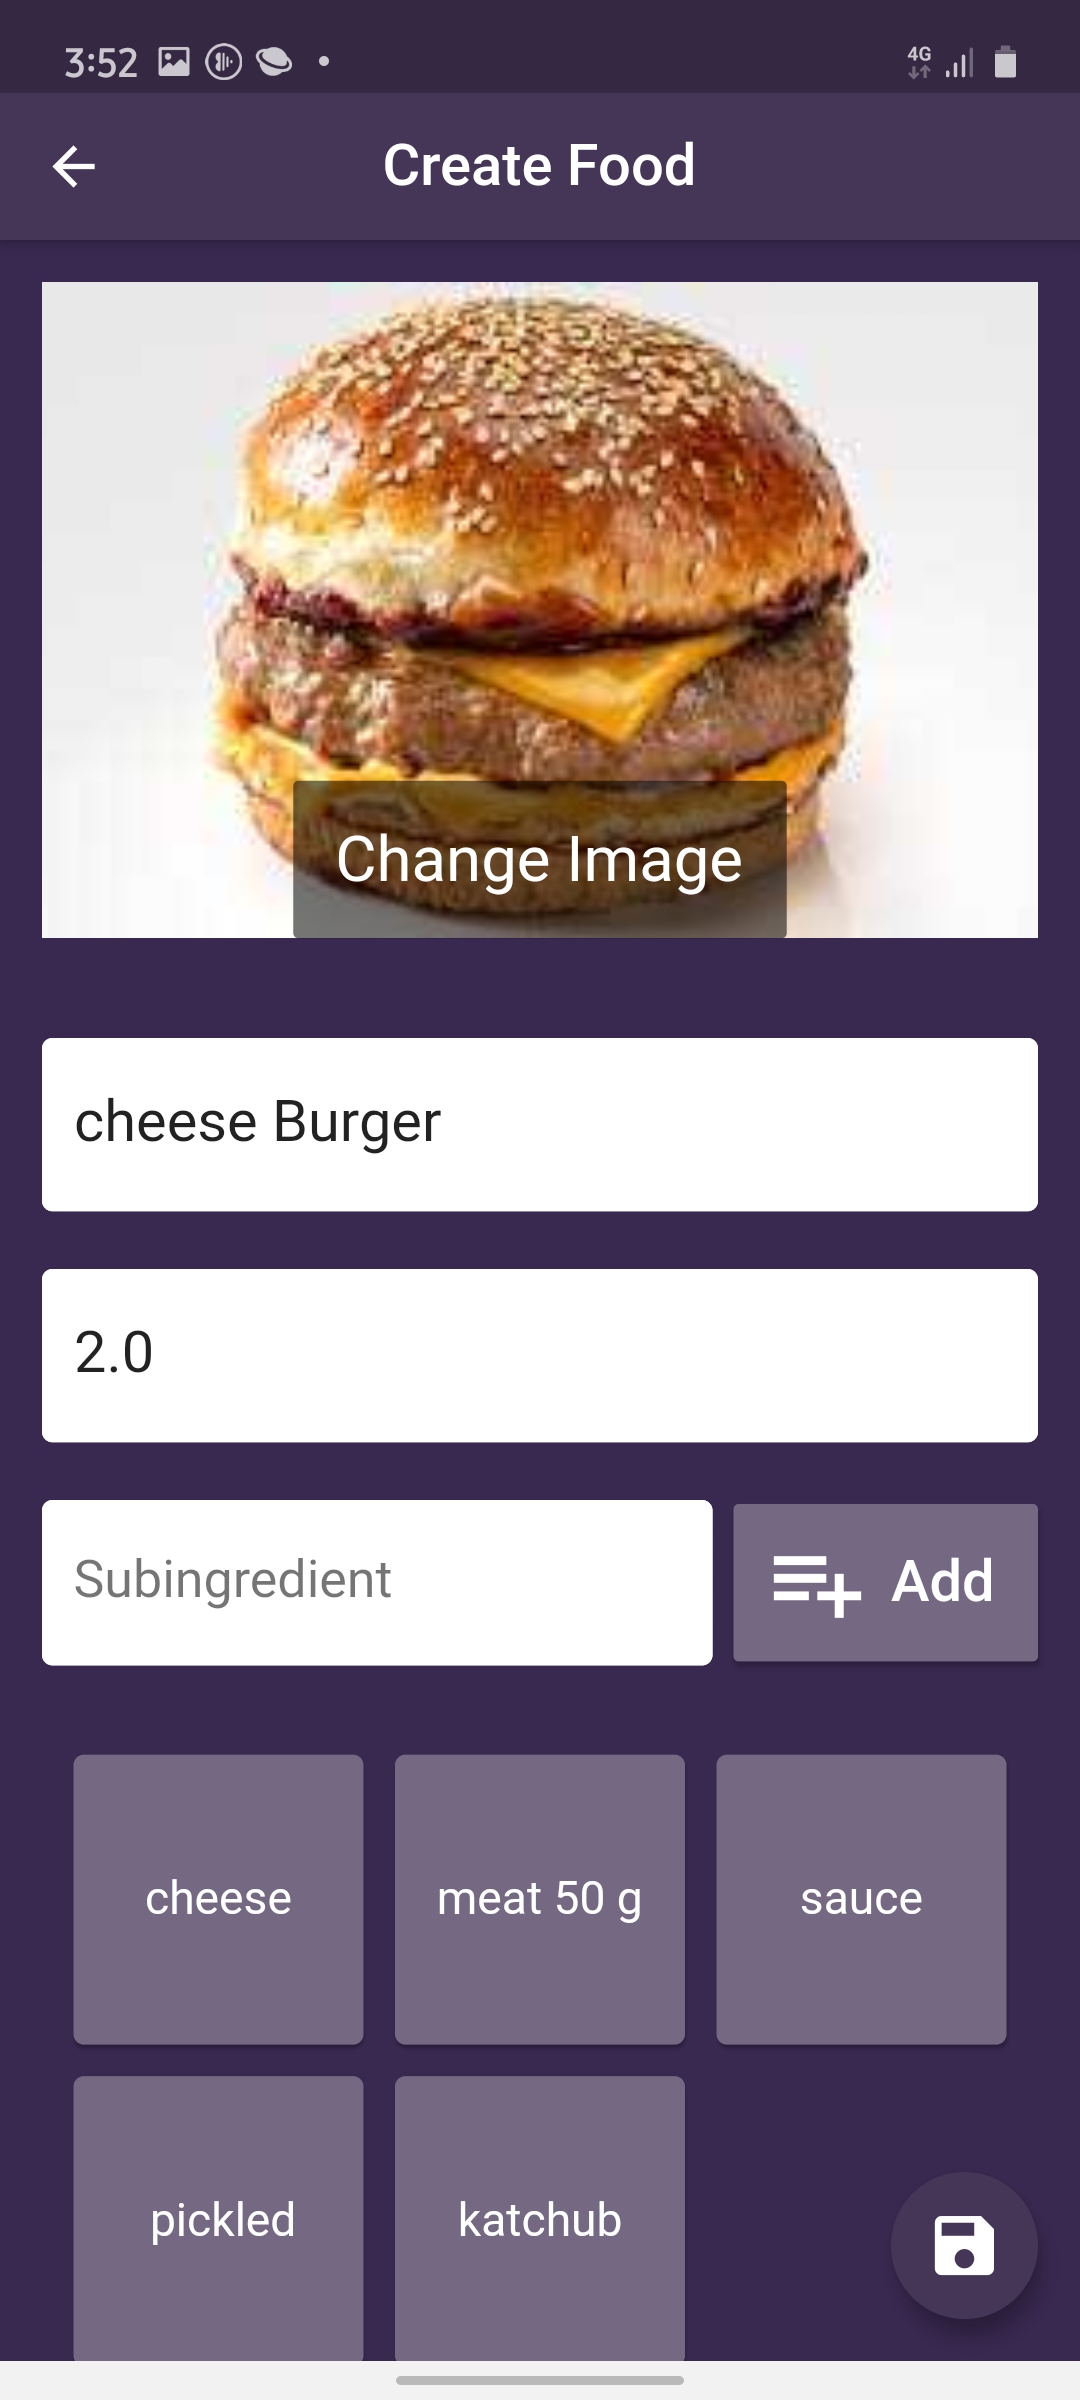 3:52
4G
Create Food
Change Image
cheese Burger
2.0
Subingredient
Add
cheese
meat 50 g
sauce
pickled
katchub